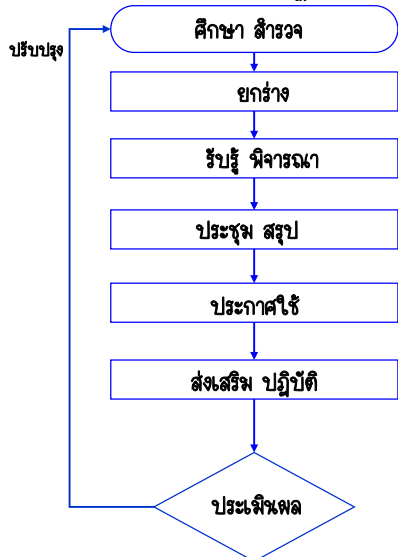 ศึกษา สำรวจ
ปรับปรุง
ยกร่าง
รับรู้ พิจารณา
ประชุม สรุป
ประกาศใช้
ส่งเสริม ปฏิบัติ
ประเมินผล